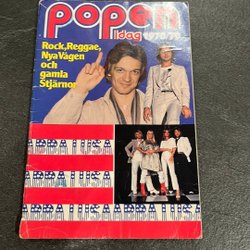 popen
Idag 1978/79
Rock, Reggae,
Nya Vågen
och
gamla
Stjärnor
ABBA I USA
ABBA I USA
ABBA I USA